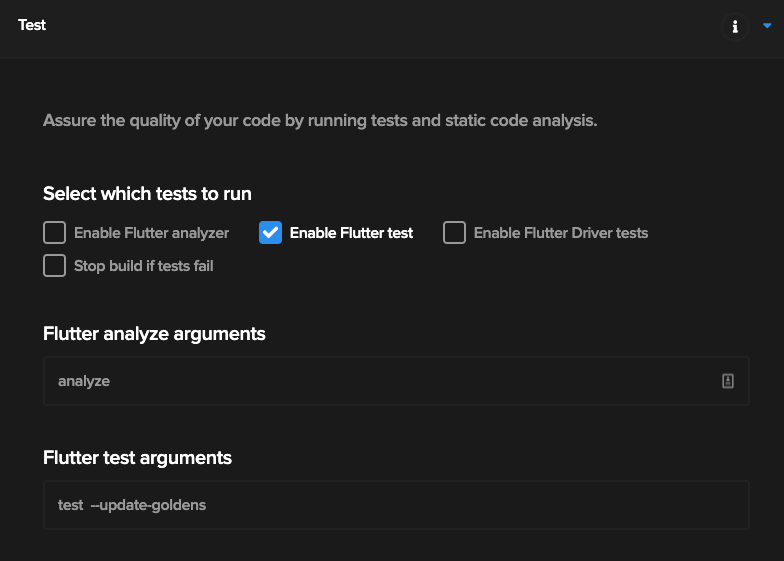 Test
Assure the quality of your code by running tests and static code analysis.
Select which tests to run
Enable Flutter analyzer
Enable Flutter test
Enable Flutter Driver tests
Stop build if tests fail
Flutter analyze arguments
analyze
Flutter test arguments
test --update-goldens